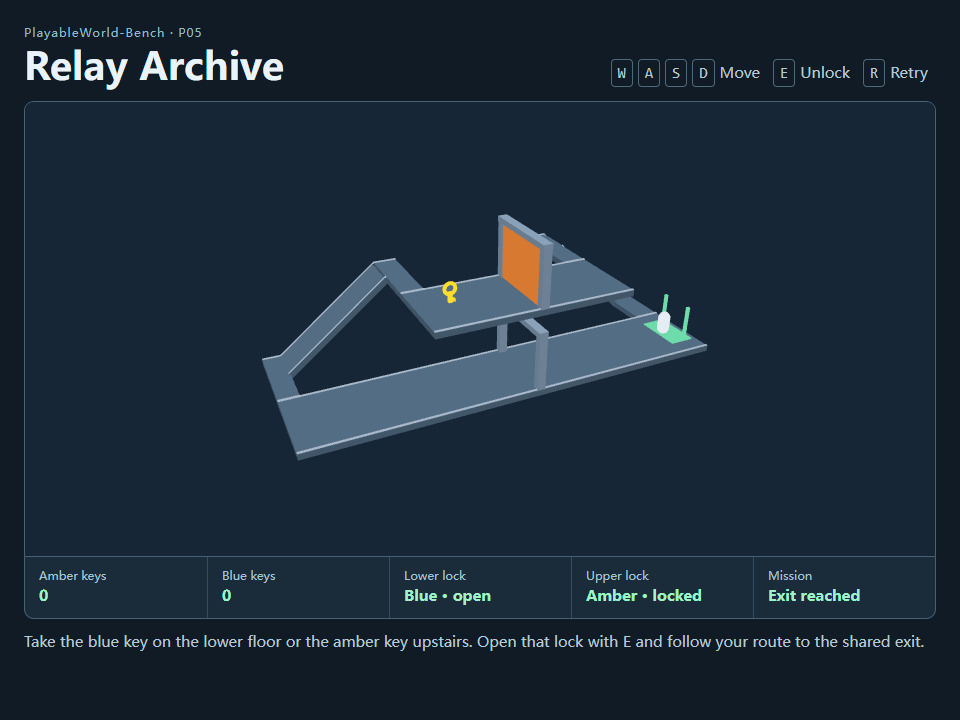 PlayableWorld-Bench · P05
Relay Archive
W A S D Move E Unlock R Retry
Amber keys
0
Blue keys
0
Lower lock
Blue • open
Upper lock
Amber • locked
Mission
Exit reached
Take the blue key on the lower floor or the amber key upstairs. Open that lock with E and follow your route to the shared exit.